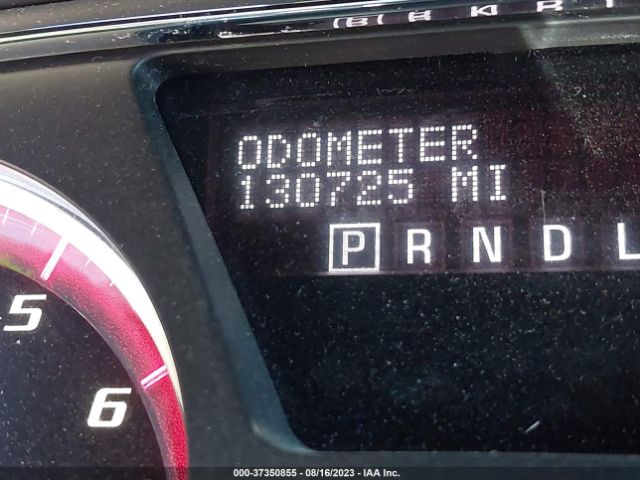 ODOMETER
130725 MI
P R N D L
5
6
000-37350855 - 08/16/2023 - IAA Inc.